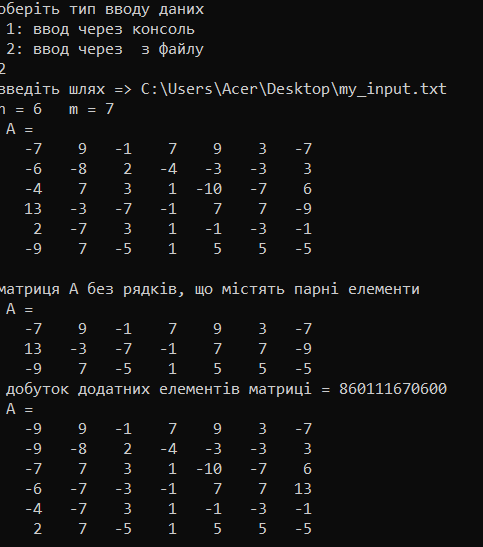 оберіть тип вводу даних
1: ввод через консоль
2: ввод через з файлу
2
введіть шлях => C:\Users\Acer\Desktop\my_input.txt
n = 6 m = 7
A =
-7 9 -1 7 9 3 -7
-6 -8 2 -4 -3 -3 3
-4 7 3 1 -10 -7 6
13 -3 -7 -1 7 7 -9
2 -7 3 1 -1 -3 -1
-9 7 -5 1 5 5 -5
матриця А без рядків, що містять парні елементи
A =
-7 9 -1 7 9 3 -7
13 -3 -7 -1 7 7 -9
-9 7 -5 1 5 5 -5
добуток додатних елементів матриці = 860111670600
A =
-9 9 -1 7 9 3 -7
-9 -8 2 -4 -3 -3 3
-7 7 3 1 -10 -7 6
-6 -7 -3 -1 7 7 13
-4 -7 3 1 -1 -3 -1
2 7 -5 1 5 5 -5